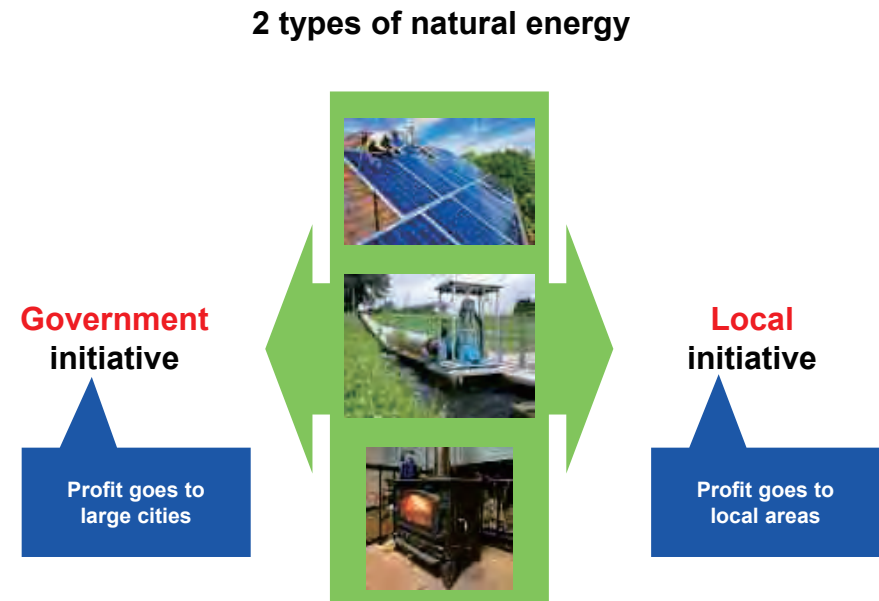 2 types of natural energy
Government
initiative
Local
initiative
Profit goes to
large cities
Profit goes to
local areas